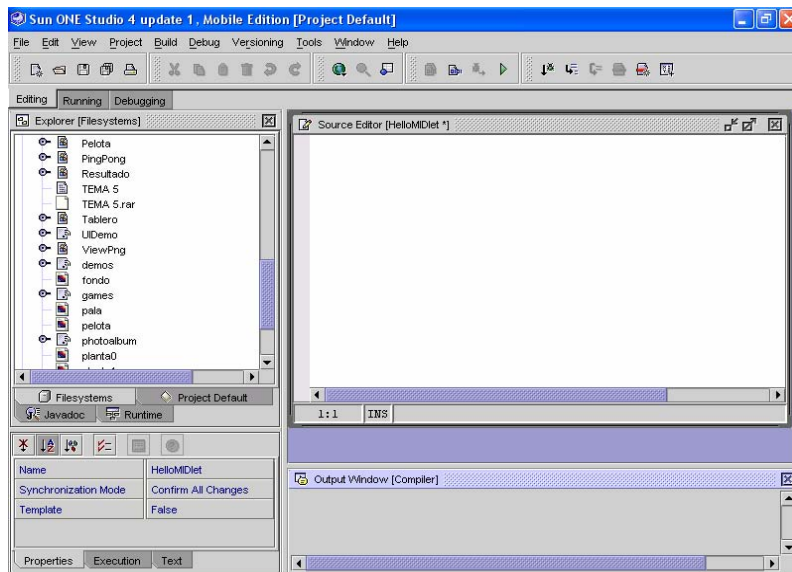 Sun ONE Studio 4 update 1 , Mobile Edition [Project Default]
File Edit View Project Build Debug Versioning Tools Window Help
Editing Running Debugging
Explorer [Filesystems]
Pelota
PingPong
Resultado
TEMA 5
TEMA 5.rar
Tablero
UIDemo
ViewPng
demos
fondo
games
pala
pelota
photoalbum
planta0
Filesystems Project Default
Javadoc Runtime
Source Editor [HelloMIDlet *]
1:1 INS
Name HelloMIDlet
Synchronization Mode Confirm All Changes
Template False
Properties Execution Text
Output Window [Compiler]